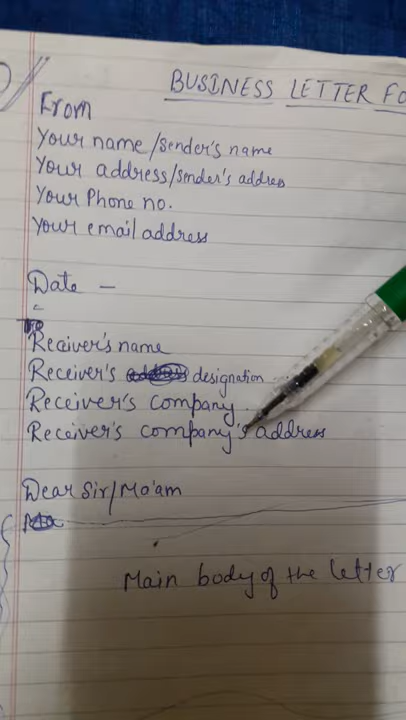 BUSINESS LETTER FO
From
Your name/sender's name
Your address/sender's address
Your Phone no.
Your email address
Date -
To
Receiver's name
Receiver's designation
Receiver's company
Receiver's company's address
Dear Sir/Ma'am
Main body of the letter